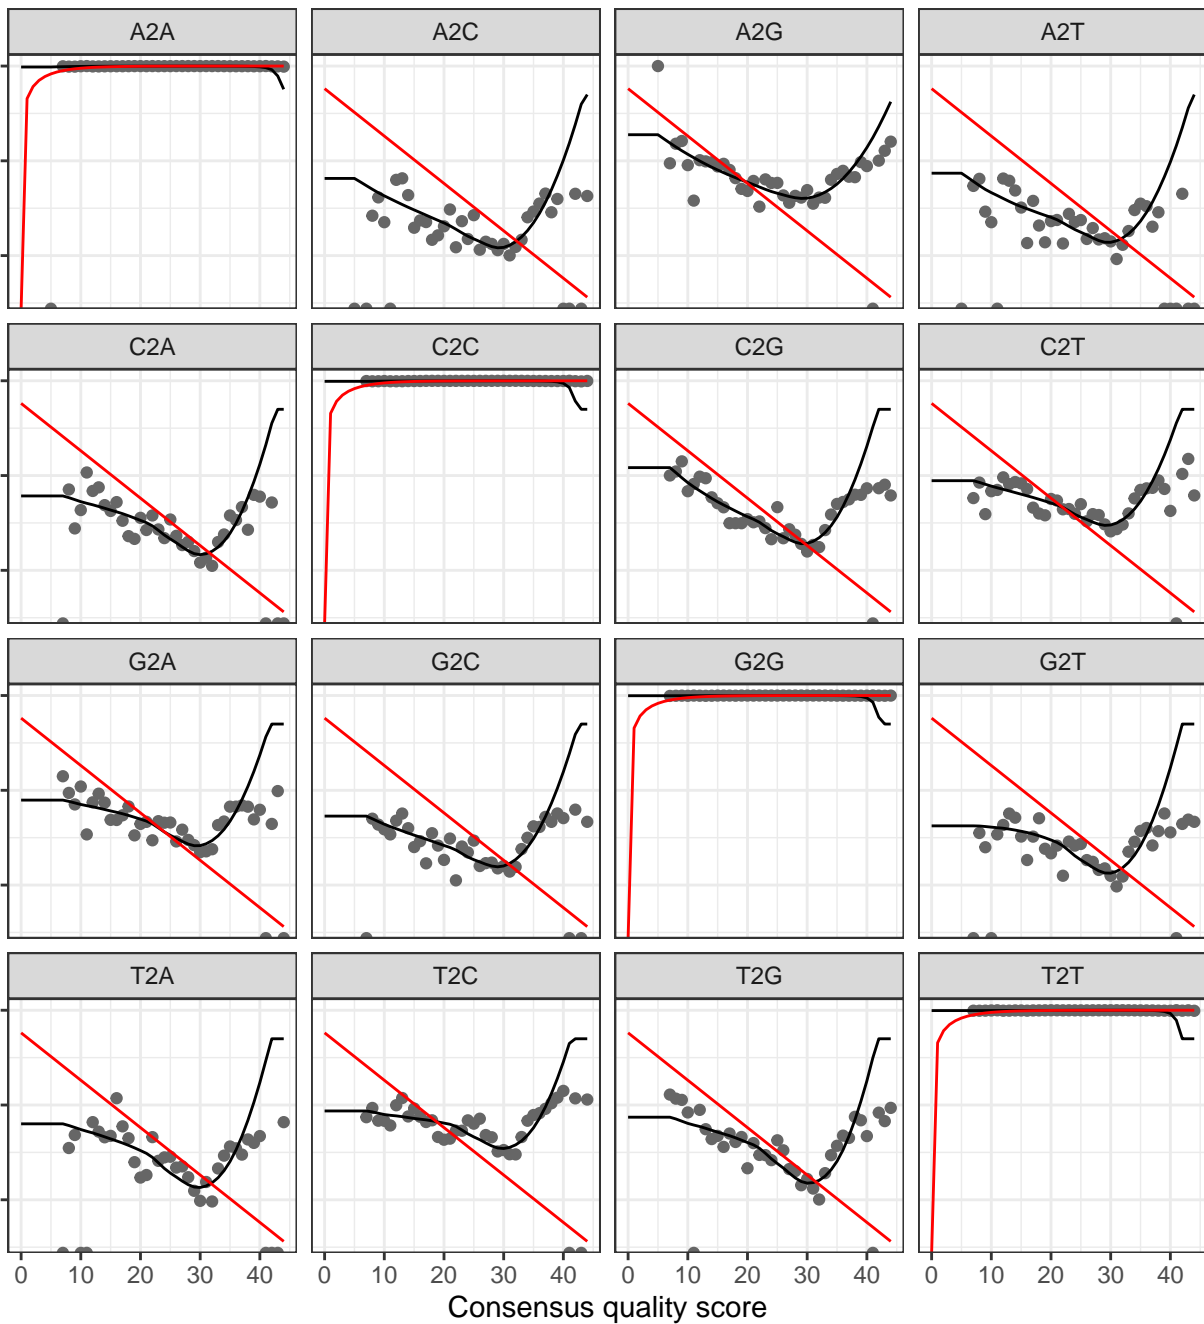 A2A A2C A2G A2T
C2A C2C C2G C2T
G2A G2C G2G G2T
T2A T2C T2G T2T
0 10 20 30 40 0 10 20 30 40 0 10 20 30 40 0 10 20 30 40
Consensus quality score